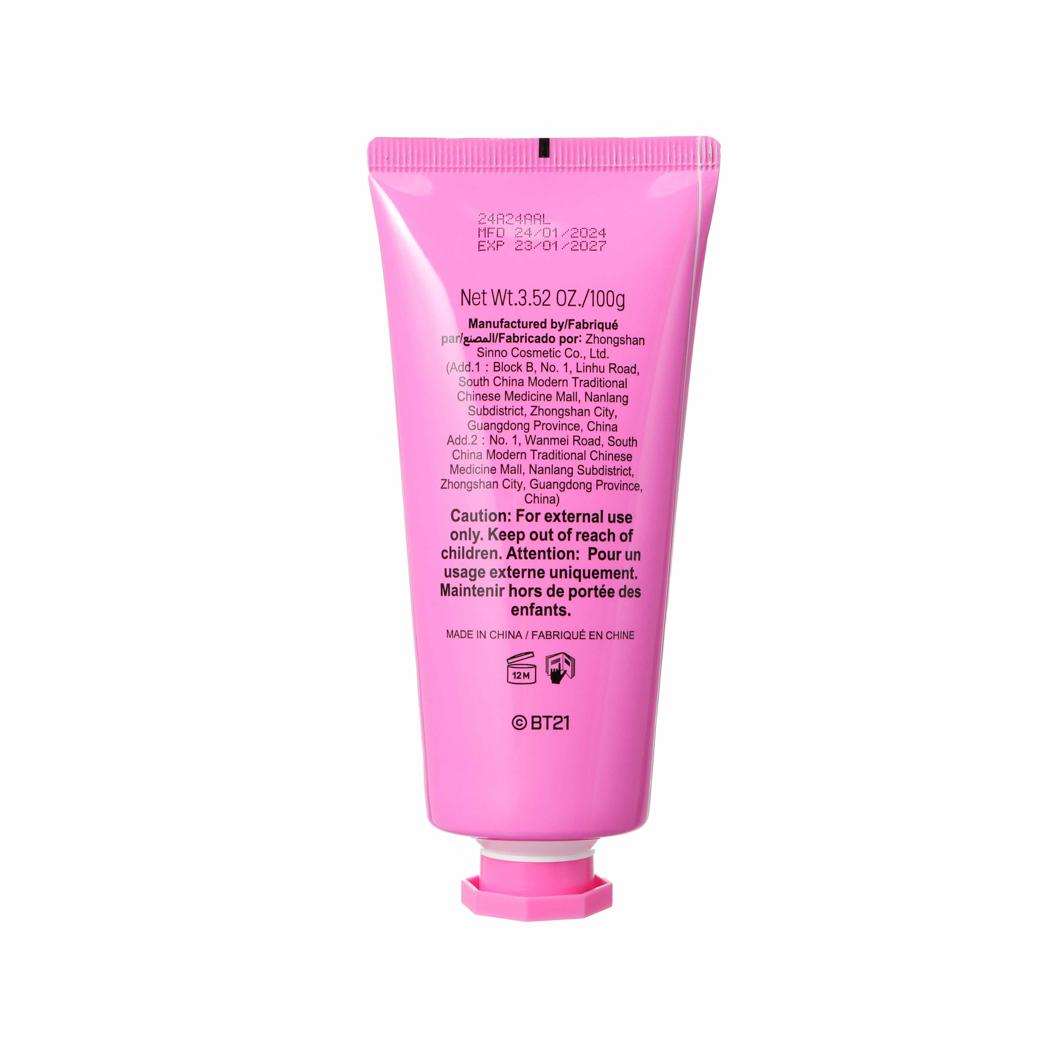 24A24AAL
MFD 24/01/2024
EXP 23/01/2027
Net Wt.3.52 OZ./100g
Manufactured by/Fabriqué
par/المصنع/Fabricado por: Zhongshan
Sinno Cosmetic Co., Ltd.
(Add.1 : Block B, No. 1, Linhu Road,
South China Modern Traditional
Chinese Medicine Mall, Nanlang
Subdistrict, Zhongshan City,
Guangdong Province, China
Add.2 : No. 1, Wanmei Road, South
China Modern Traditional Chinese
Medicine Mall, Nanlang Subdistrict,
Zhongshan City, Guangdong Province,
China)
Caution: For external use
only. Keep out of reach of
children. Attention: Pour un
usage externe uniquement.
Maintenir hors de portée des
enfants.
MADE IN CHINA / FABRIQUÉ EN CHINE
12M
© BT21